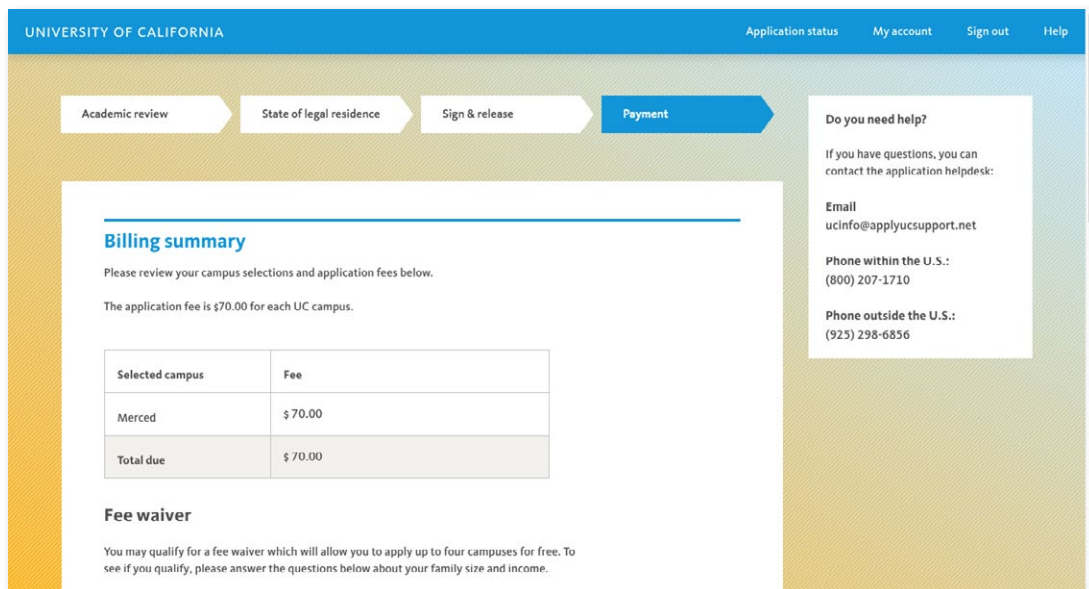 UNIVERSITY OF CALIFORNIA
Application status My account Sign out Help
Academic review State of legal residence Sign & release Payment
Billing summary
Please review your campus selections and application fees below.
The application fee is $70.00 for each UC campus.
Selected campus Fee
Merced $ 70.00
Total due $ 70.00
Fee waiver
You may qualify for a fee waiver which will allow you to apply up to four campuses for free. To
see if you qualify, please answer the questions below about your family size and income.
Do you need help?
If you have questions, you can
contact the application helpdesk:
Email
ucinfo@applyucsupport.net
Phone within the U.S.:
(800) 207-1710
Phone outside the U.S.:
(925) 298-6856